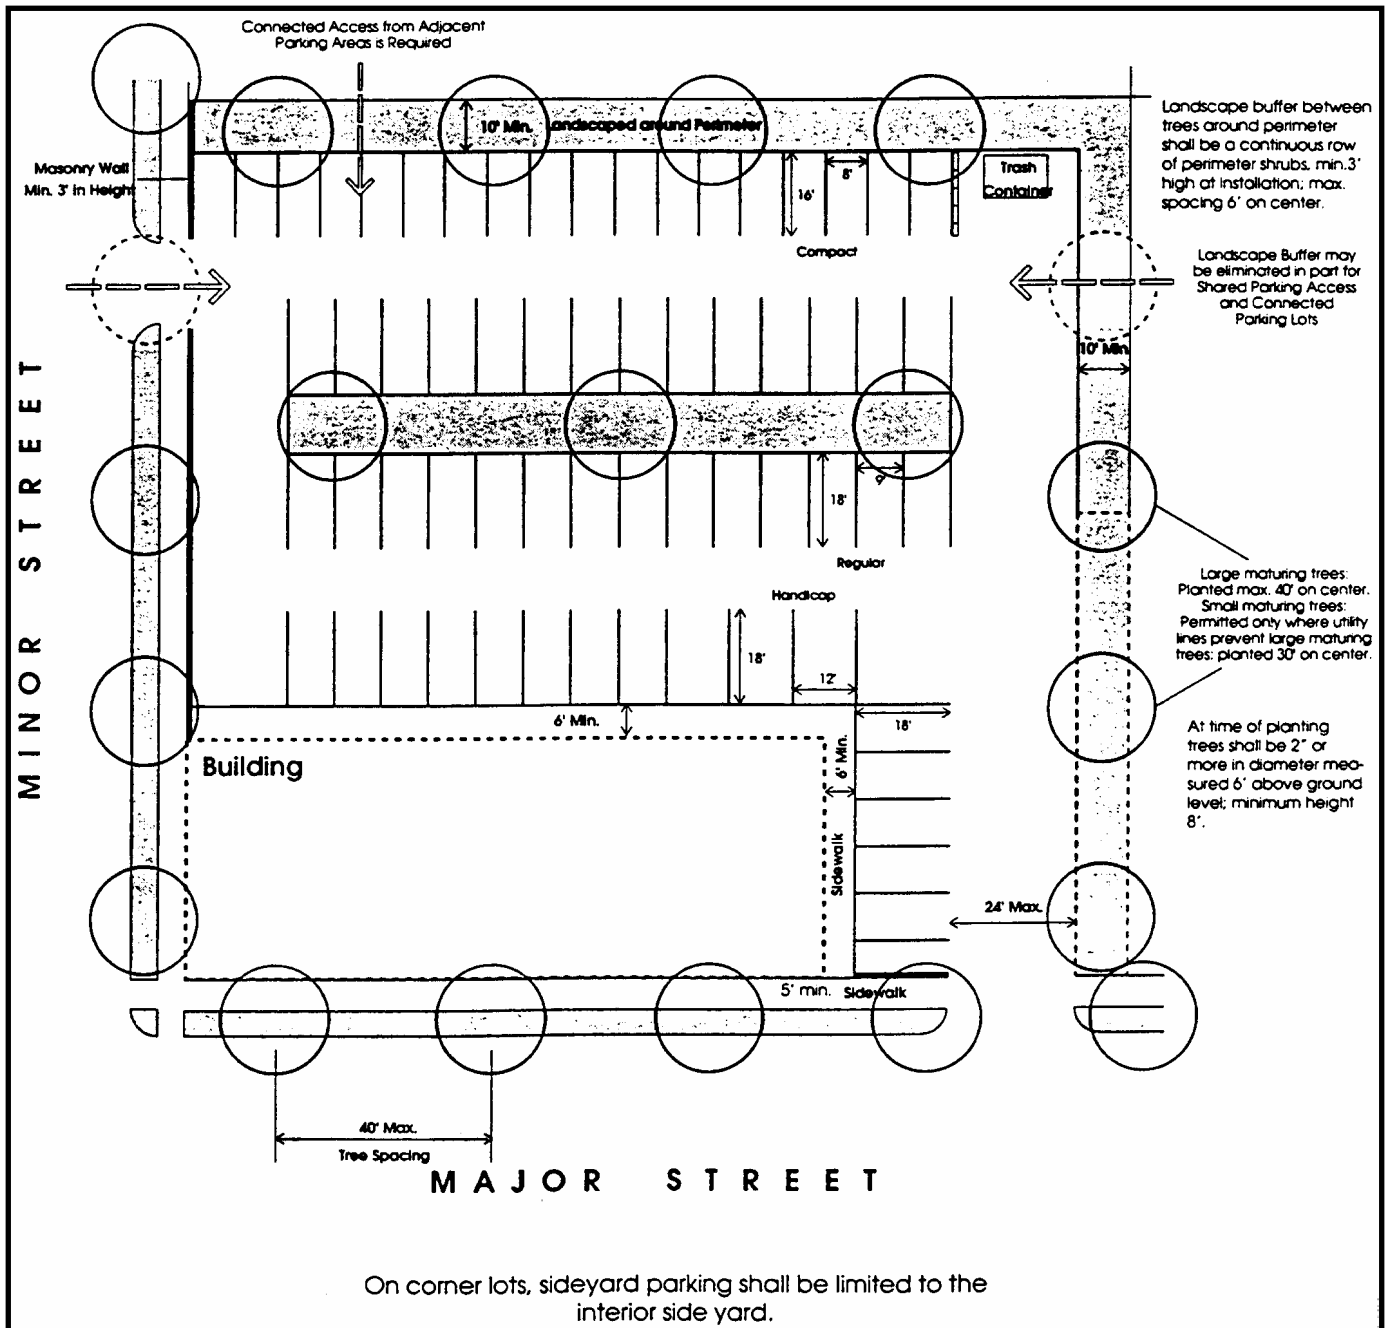 Connected Access from Adjacent
Parking Areas is Required
10' Min. Landscaped around Perimeter
Masonry Wall
Min. 3' in Height
16'
8'
Compact
Trash
Container
Landscape buffer between
trees around perimeter
shall be a continuous row
of perimeter shrubs, min.3'
high at installation; max.
spacing 6' on center.
Landscape Buffer may
be eliminated in part for
Shared Parking Access
and Connected
Parking Lots
10' Min
MINOR STREET
18'
9'
Regular
Handicap
18'
12'
Large maturing trees:
Planted max. 40' on center.
Small maturing trees:
Permitted only where utility
lines prevent large maturing
trees; planted 30' on center.
6' Min.
18'
6' Min.
Building
Sidewalk
At time of planting
trees shall be 2" or
more in diameter mea-
sured 6' above ground
level; minimum height
8'.
24' Max.
5' min. Sidewalk
40' Max.
Tree Spacing
MAJOR STREET
On corner lots, sideyard parking shall be limited to the
interior side yard.